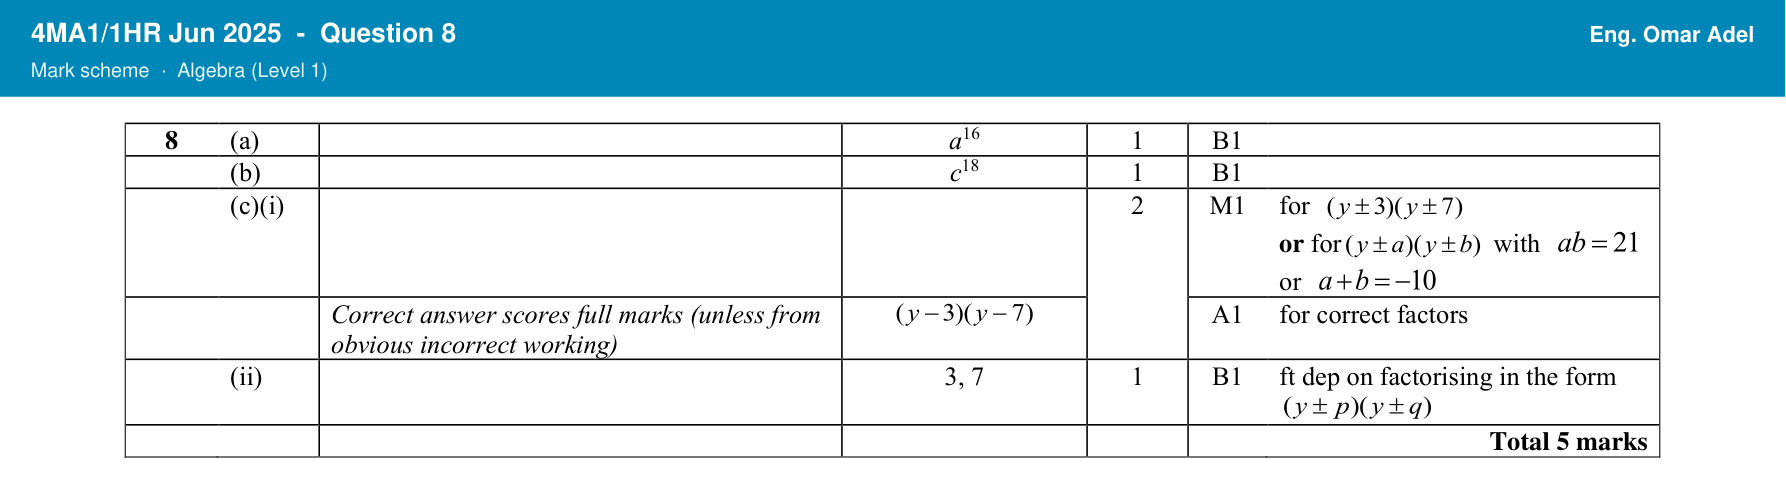 4MA1/1HR Jun 2025 - Question 8
Eng. Omar Adel
Mark scheme · Algebra (Level 1)
8 (a) a¹⁶ 1 B1
(b) c¹⁸ 1 B1
(c)(i) 2 M1 for (y ± 3)(y ± 7)
or for (y ± a)(y ± b) with ab = 21
or a + b = −10
Correct answer scores full marks (unless from (y − 3)(y − 7) A1 for correct factors
obvious incorrect working)
(ii) 3, 7 1 B1 ft dep on factorising in the form
(y ± p)(y ± q)
Total 5 marks